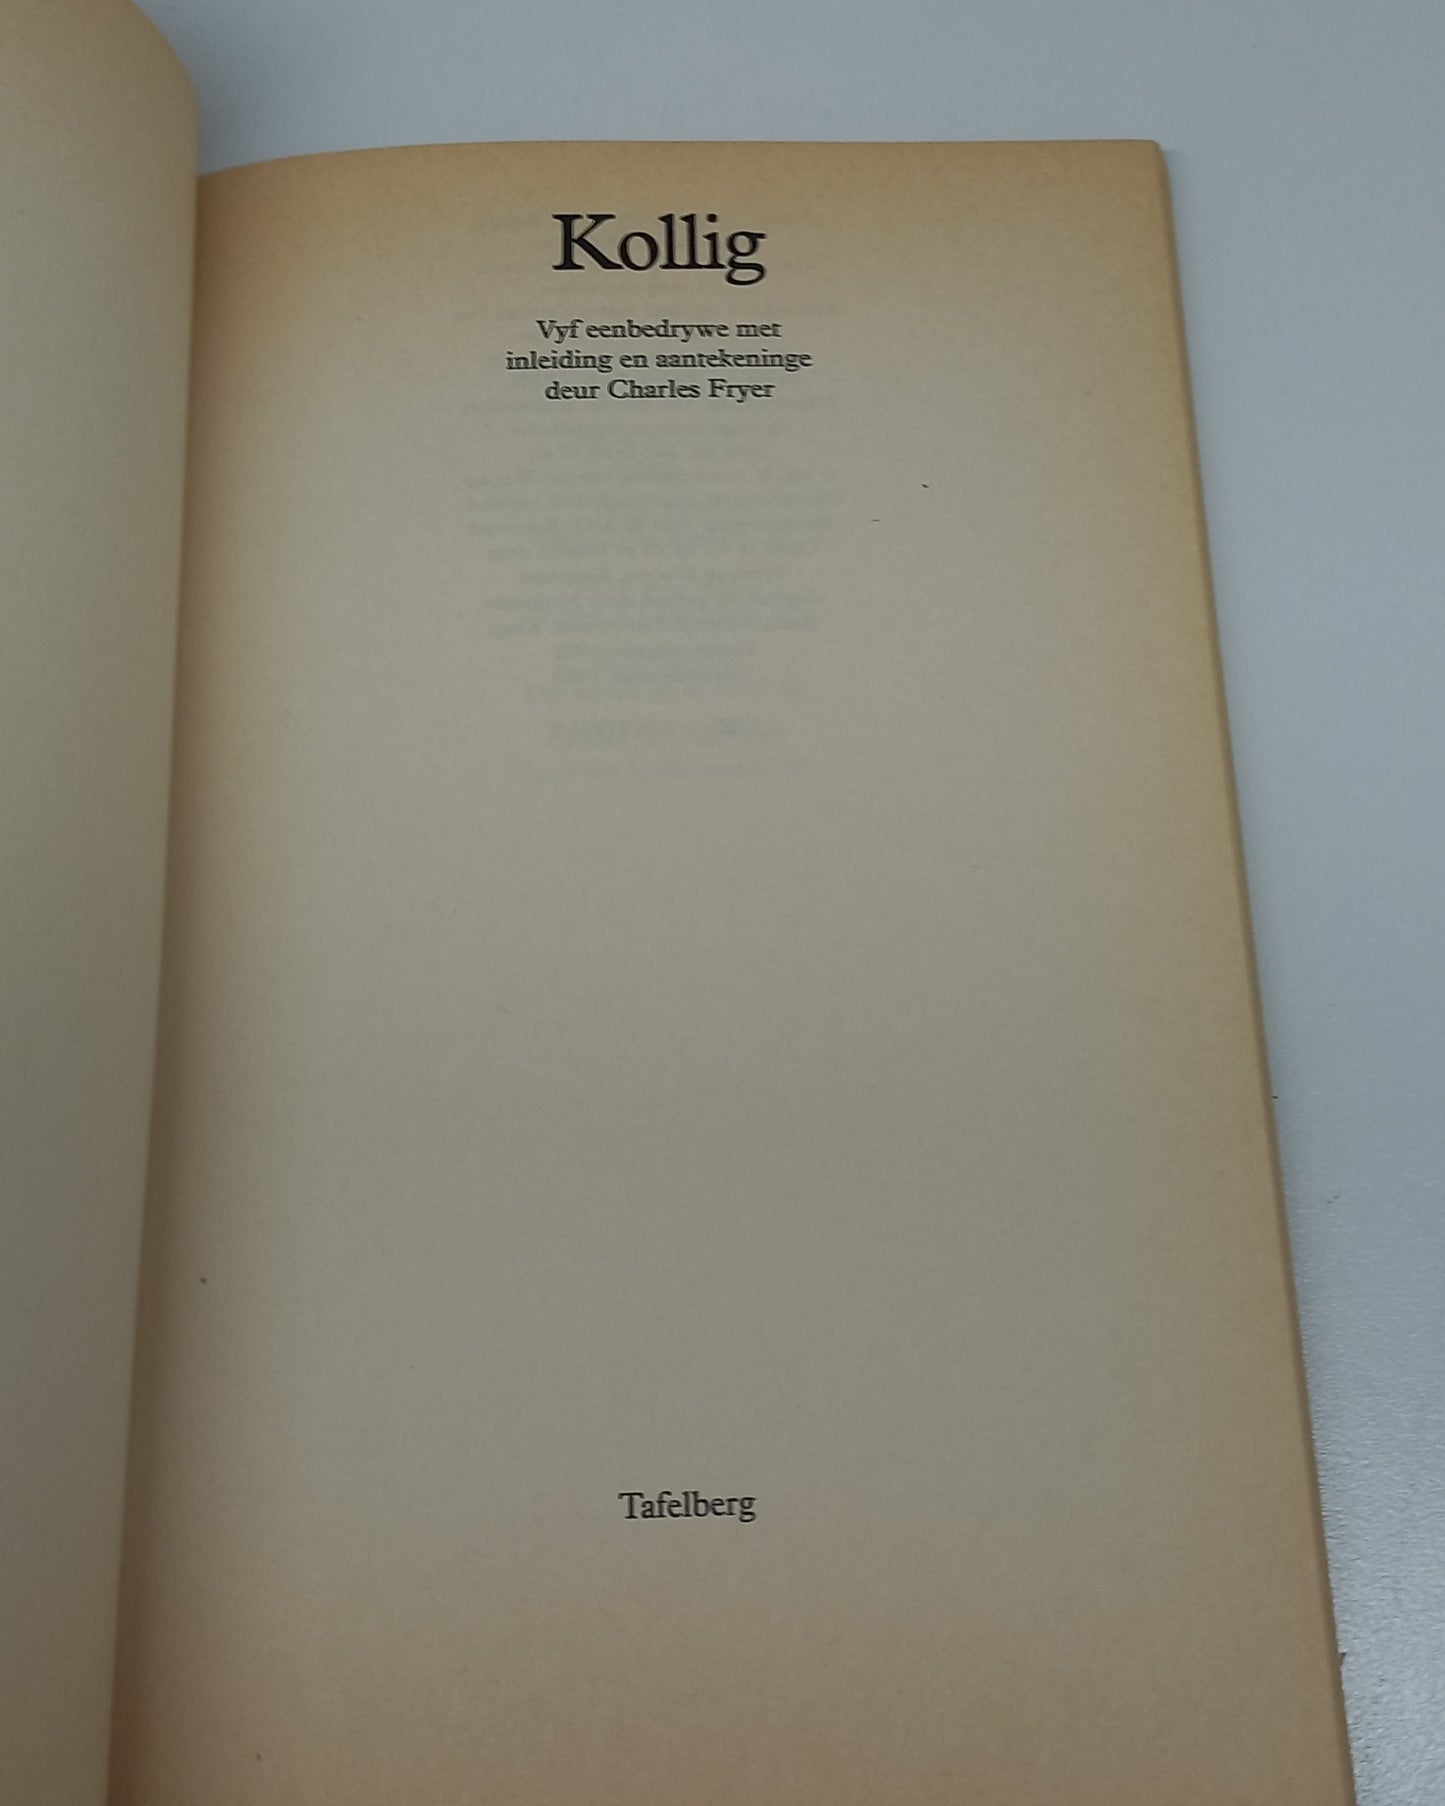 Kollig
Vyf eenbedrywe met
inleiding en aantekeninge
deur Charles Fryer
Tafelberg